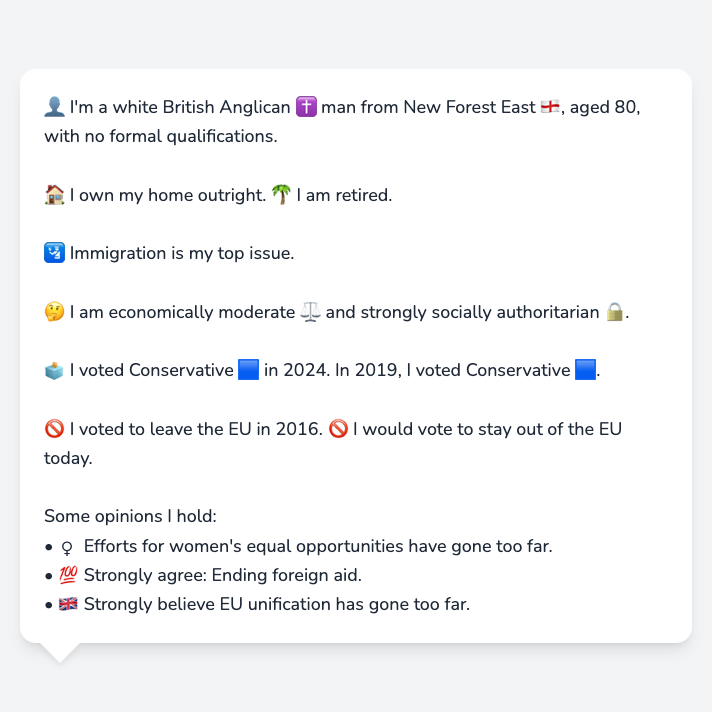 👤 I'm a white British Anglican ✝️ man from New Forest East 🏴󠁧󠁢󠁥󠁮󠁧󠁿, aged 80,
with no formal qualifications.
🏠 I own my home outright. 🌴 I am retired.
🛂 Immigration is my top issue.
🤔 I am economically moderate ⚖️ and strongly socially authoritarian 🔒.
🗳️ I voted Conservative 🟦 in 2024. In 2019, I voted Conservative 🟦.
🚫 I voted to leave the EU in 2016. 🚫 I would vote to stay out of the EU
today.
Some opinions I hold:
• ♀ Efforts for women's equal opportunities have gone too far.
• 💯 Strongly agree: Ending foreign aid.
• 🇬🇧 Strongly believe EU unification has gone too far.